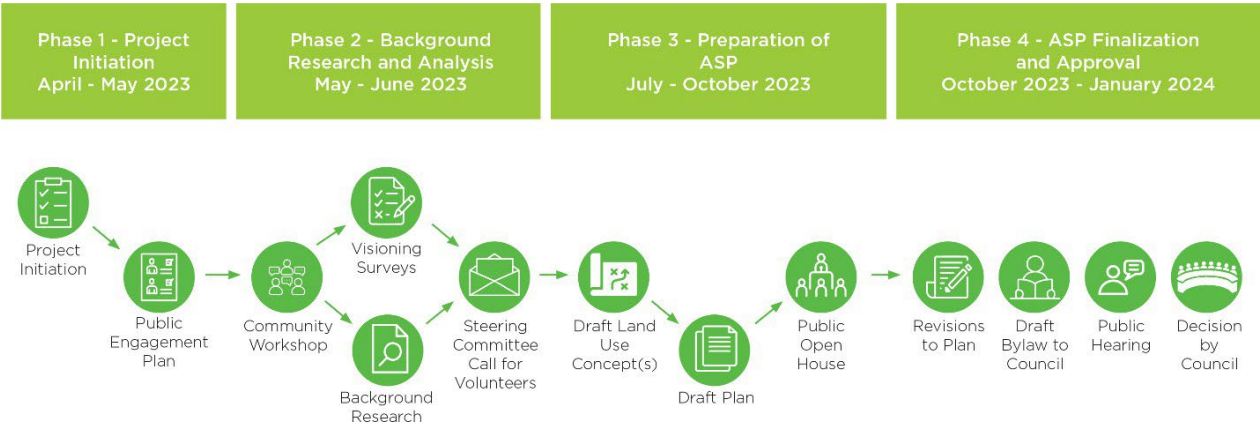 Phase 1 - Project
Initiation
April - May 2023
Phase 2 - Background
Research and Analysis
May - June 2023
Phase 3 - Preparation of
ASP
July - October 2023
Phase 4 - ASP Finalization
and Approval
October 2023 - January 2024
Project
Initiation
Public
Engagement
Plan
Community
Workshop
Visioning
Surveys
Background
Research
Steering
Committee
Call for
Volunteers
Draft Land
Use
Concept(s)
Draft Plan
Public
Open
House
Revisions
to Plan
Draft
Bylaw to
Council
Public
Hearing
Decision
by
Council